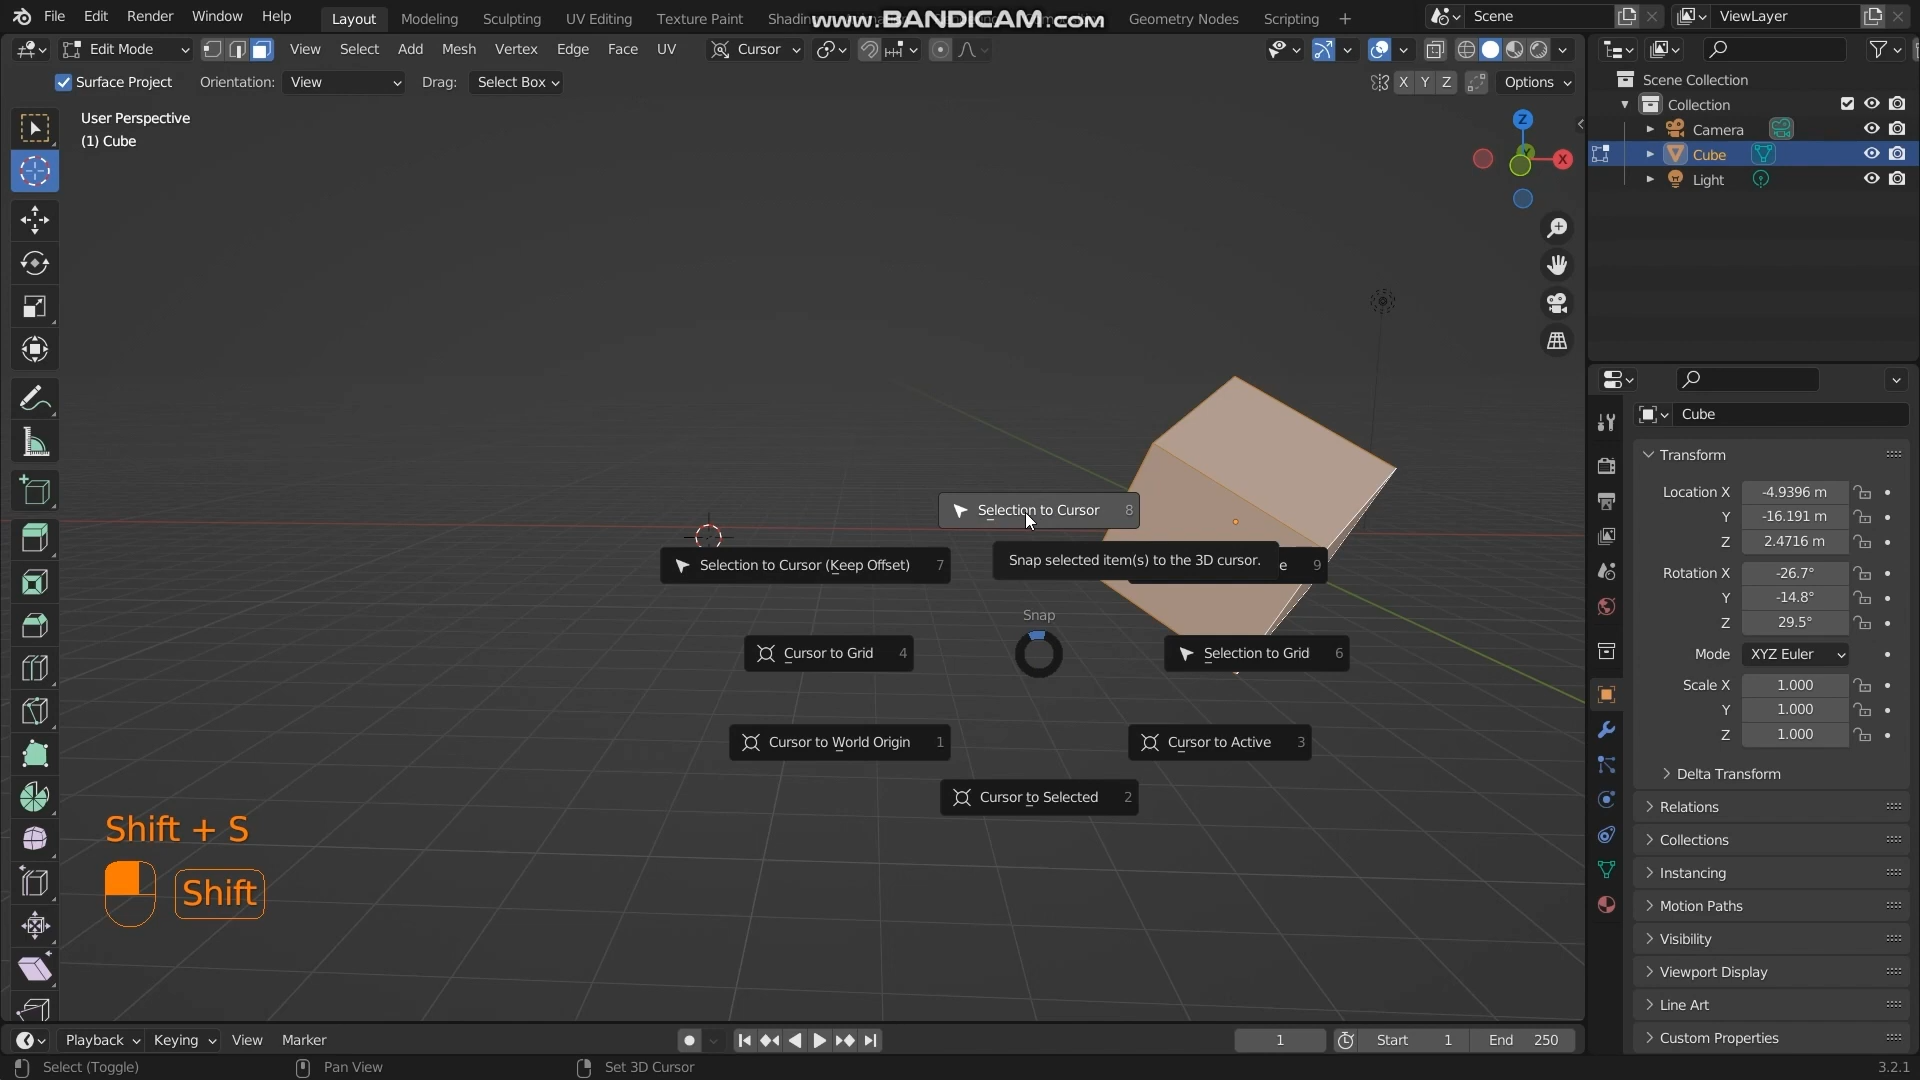 File Edit Render Window Help Layout Modeling Sculpting UV Editing Texture Paint Geometry Nodes Scripting + Scene ViewLayer
www.BANDICAM.com
Edit Mode View Select Add Mesh Vertex Edge Face UV Cursor
Surface Project Orientation: View Drag: Select Box X Y Z Options
User Perspective
(1) Cube
Z
X
Selection to Cursor 8
Snap selected item(s) to the 3D cursor.
Selection to Cursor (Keep Offset) 7
e 9
Snap
Cursor to Grid 4
Selection to Grid 6
Cursor to World Origin 1
Cursor to Active 3
Cursor to Selected 2
Shift + S
Shift
Scene Collection
Collection
Camera
Cube
Light
Cube
Transform
Location X -4.9396 m
Y -16.191 m
Z 2.4716 m
Rotation X -26.7°
Y -14.8°
Z 29.5°
Mode XYZ Euler
Scale X 1.000
Y 1.000
Z 1.000
Delta Transform
Relations
Collections
Instancing
Motion Paths
Visibility
Viewport Display
Line Art
Custom Properties
Playback Keying View Marker 1 Start 1 End 250
Select (Toggle) Pan View Set 3D Cursor 3.2.1